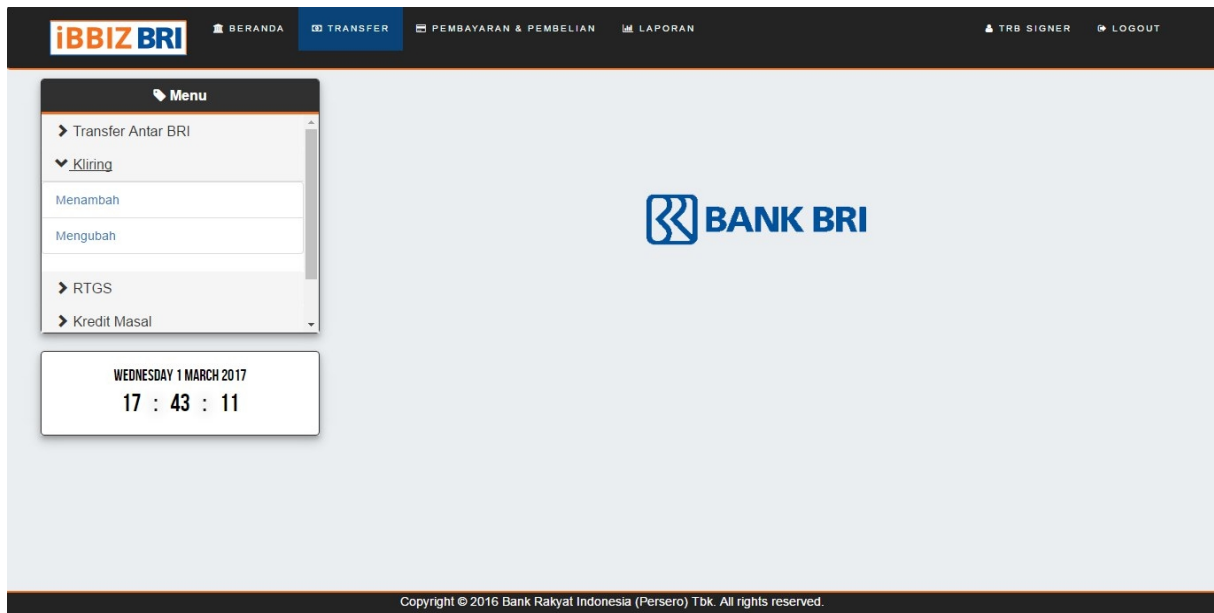 iBBIZ BRI BERANDA TRANSFER PEMBAYARAN & PEMBELIAN LAPORAN TRB SIGNER LOGOUT
Menu
Transfer Antar BRI
Kliring
Menambah
Mengubah
RTGS
Kredit Masal
BANK BRI
WEDNESDAY 1 MARCH 2017
17 : 43 : 11
Copyright © 2016 Bank Rakyat Indonesia (Persero) Tbk. All rights reserved.